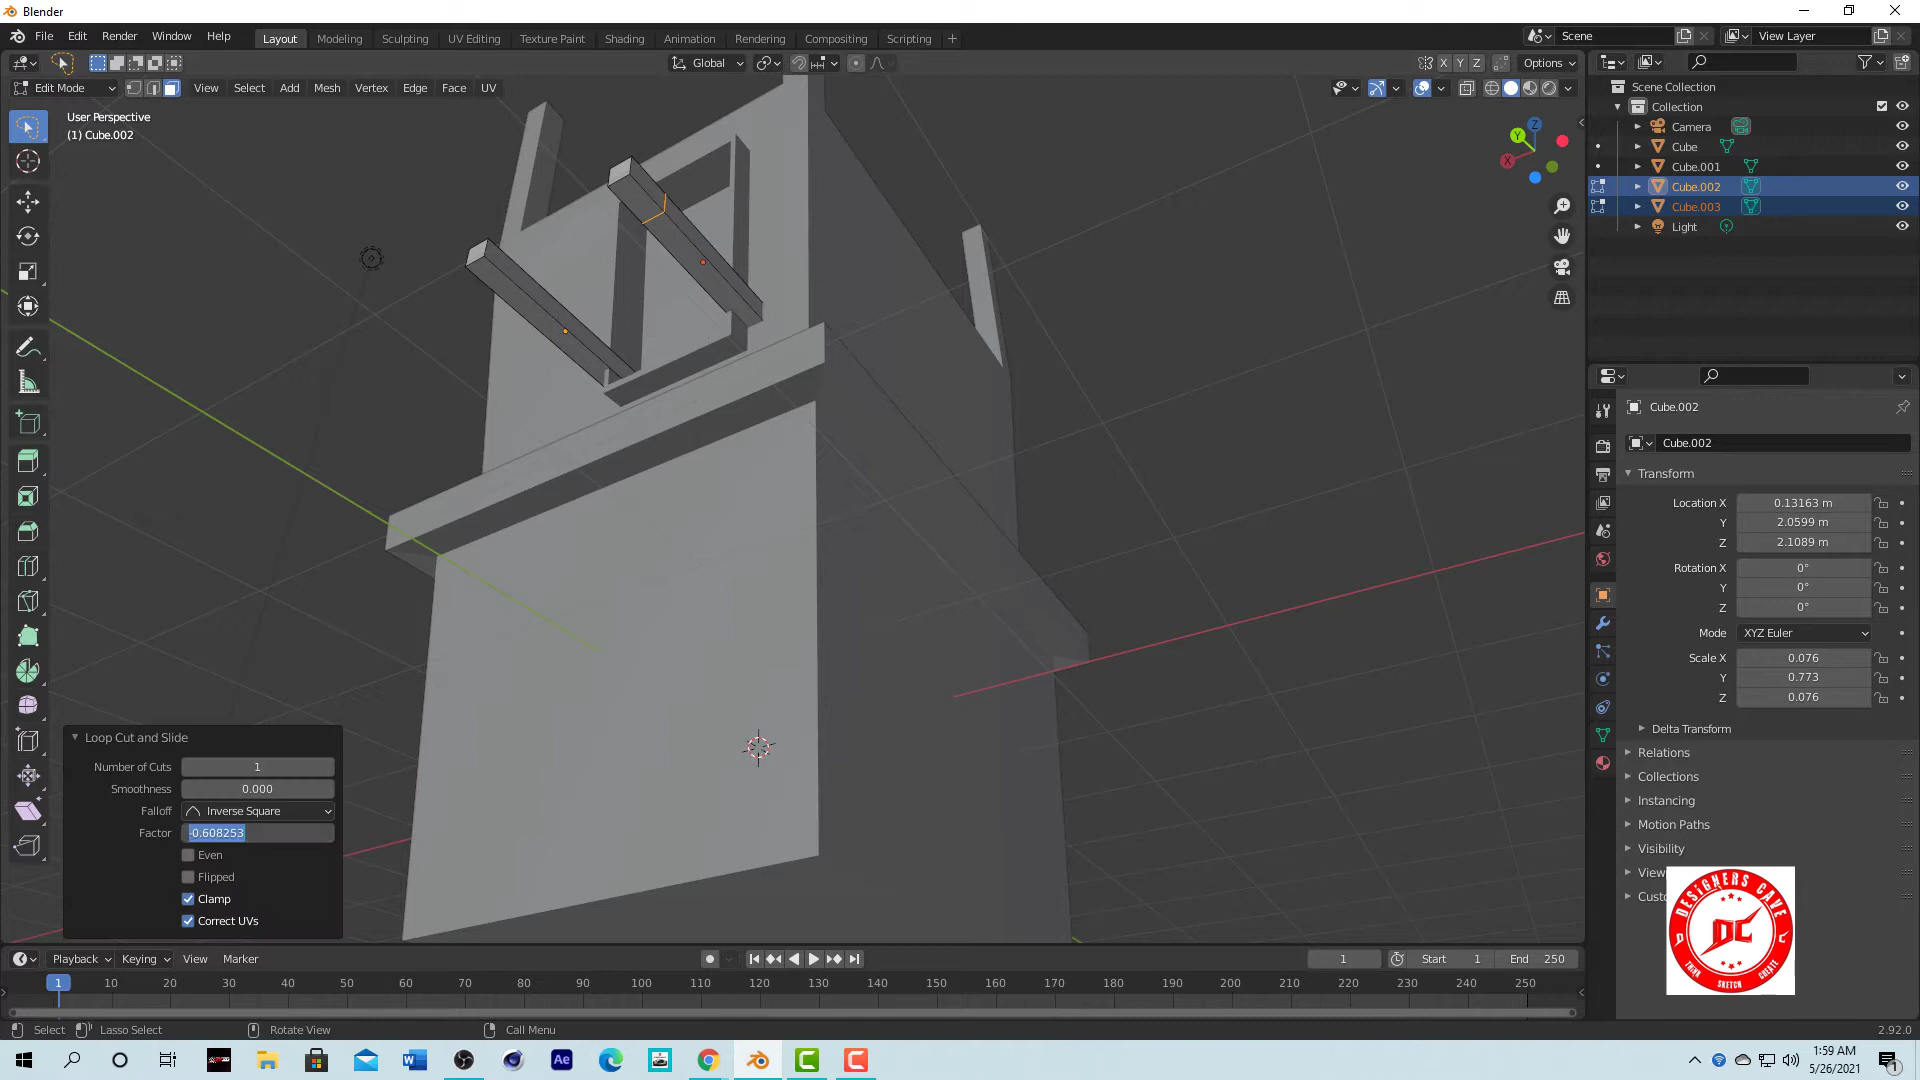 Blender
File Edit Render Window Help Layout Modeling Sculpting UV Editing Texture Paint Shading Animation Rendering Compositing Scripting Scene View Layer
Global X Y Z Options
Edit Mode View Select Add Mesh Vertex Edge Face UV
User Perspective
(1) Cube.002
Scene Collection
Collection
Camera
Cube
Cube.001
Cube.002
Cube.003
Light
Z
Y
X
Cube.002
Cube.002
Transform
Location X 0.13163 m
Y 2.0599 m
Z 2.1089 m
Rotation X 0°
Y 0°
Z 0°
Mode XYZ Euler
Scale X 0.076
Y 0.773
Z 0.076
Delta Transform
Relations
Collections
Instancing
Motion Paths
Visibility
View
Custo
DESIGNERS CAVE
DC
THINK SKETCH CREATE
Loop Cut and Slide
Number of Cuts 1
Smoothness 0.000
Falloff Inverse Square
Factor -0.608253
Even
Flipped
Clamp
Correct UVs
Playback Keying View Marker 1 Start 1 End 250
1 10 20 30 40 50 60 70 80 90 100 110 120 130 140 150 160 170 180 190 200 210 220 230 240 250
Select Lasso Select Rotate View Call Menu 2.92.0
1:59 AM
5/26/2021